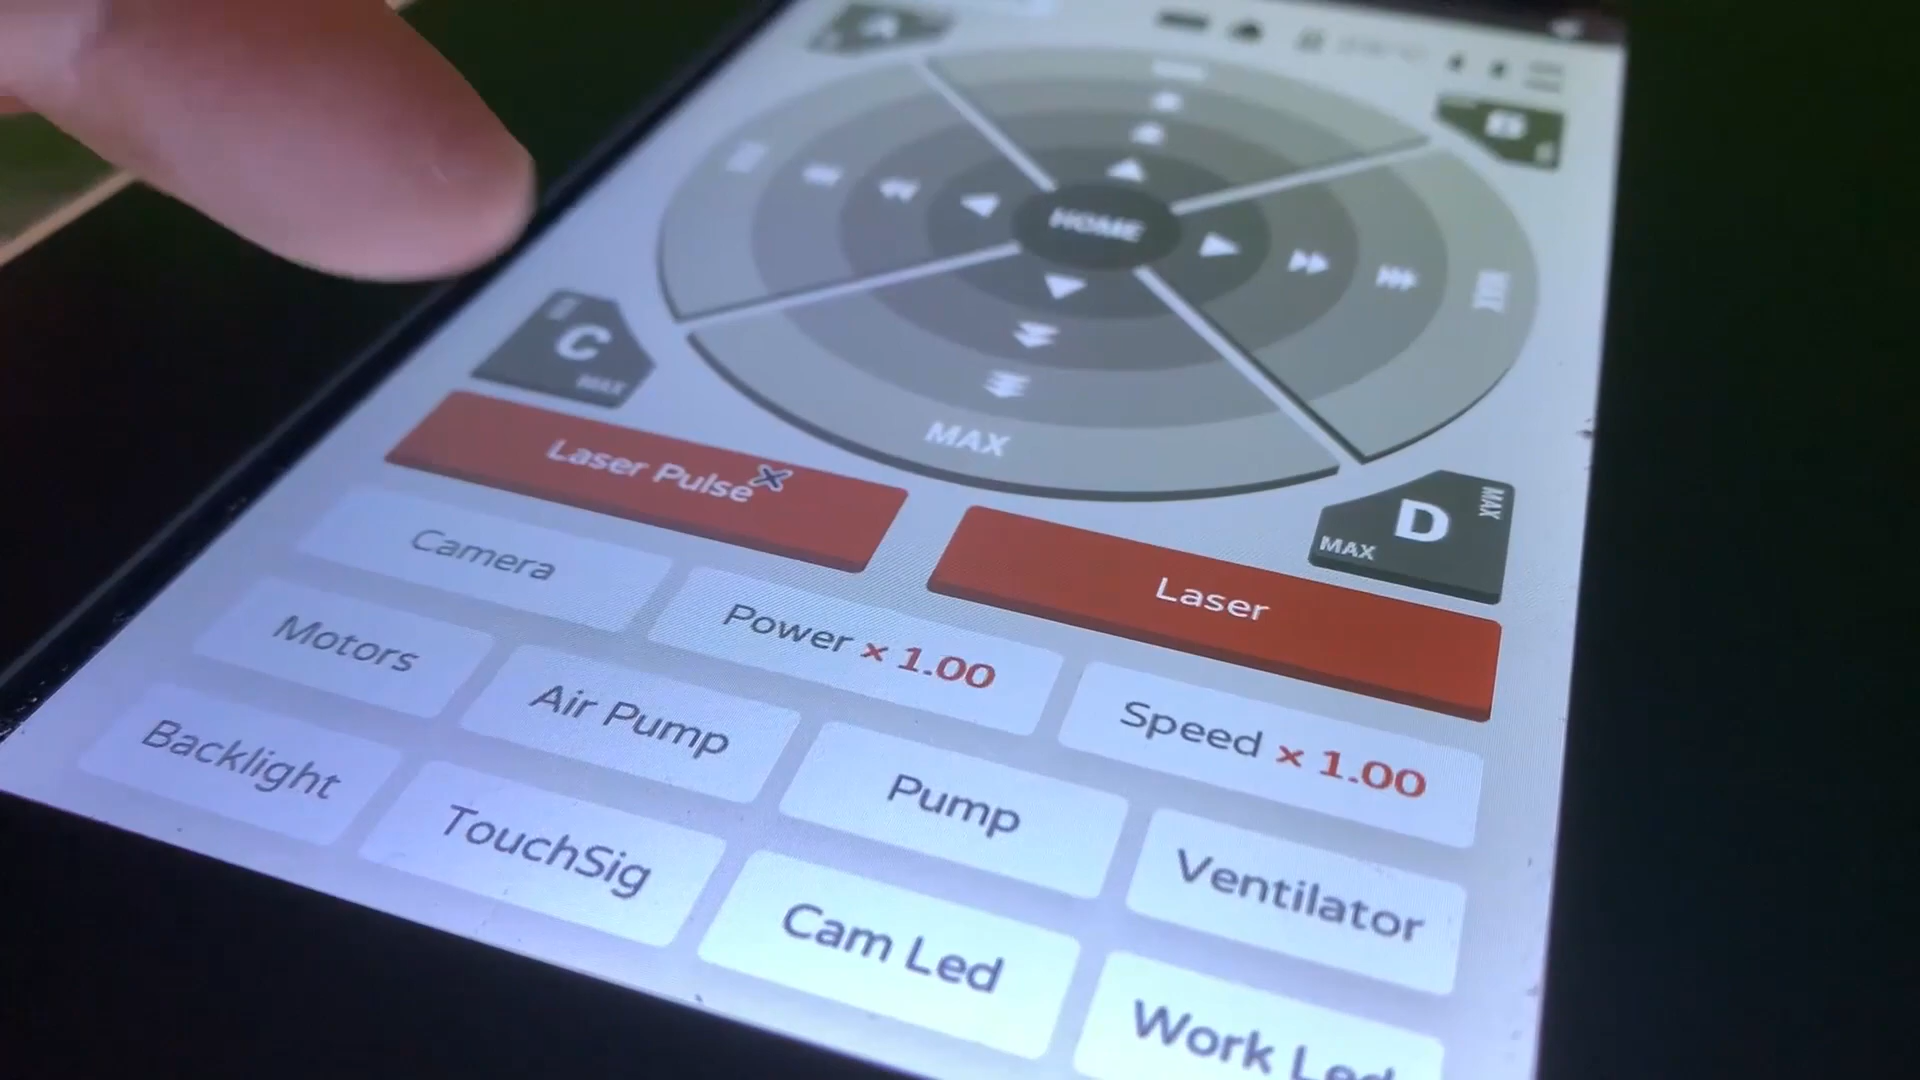 A
B
HOME
MAX
C
MAX
MAX
D
MAX
MAX
Laser Pulse
Laser
Camera
Power x 1.00
Speed x 1.00
Motors
Air Pump
Pump
Ventilator
Backlight
TouchSig
Cam Led
Work Led